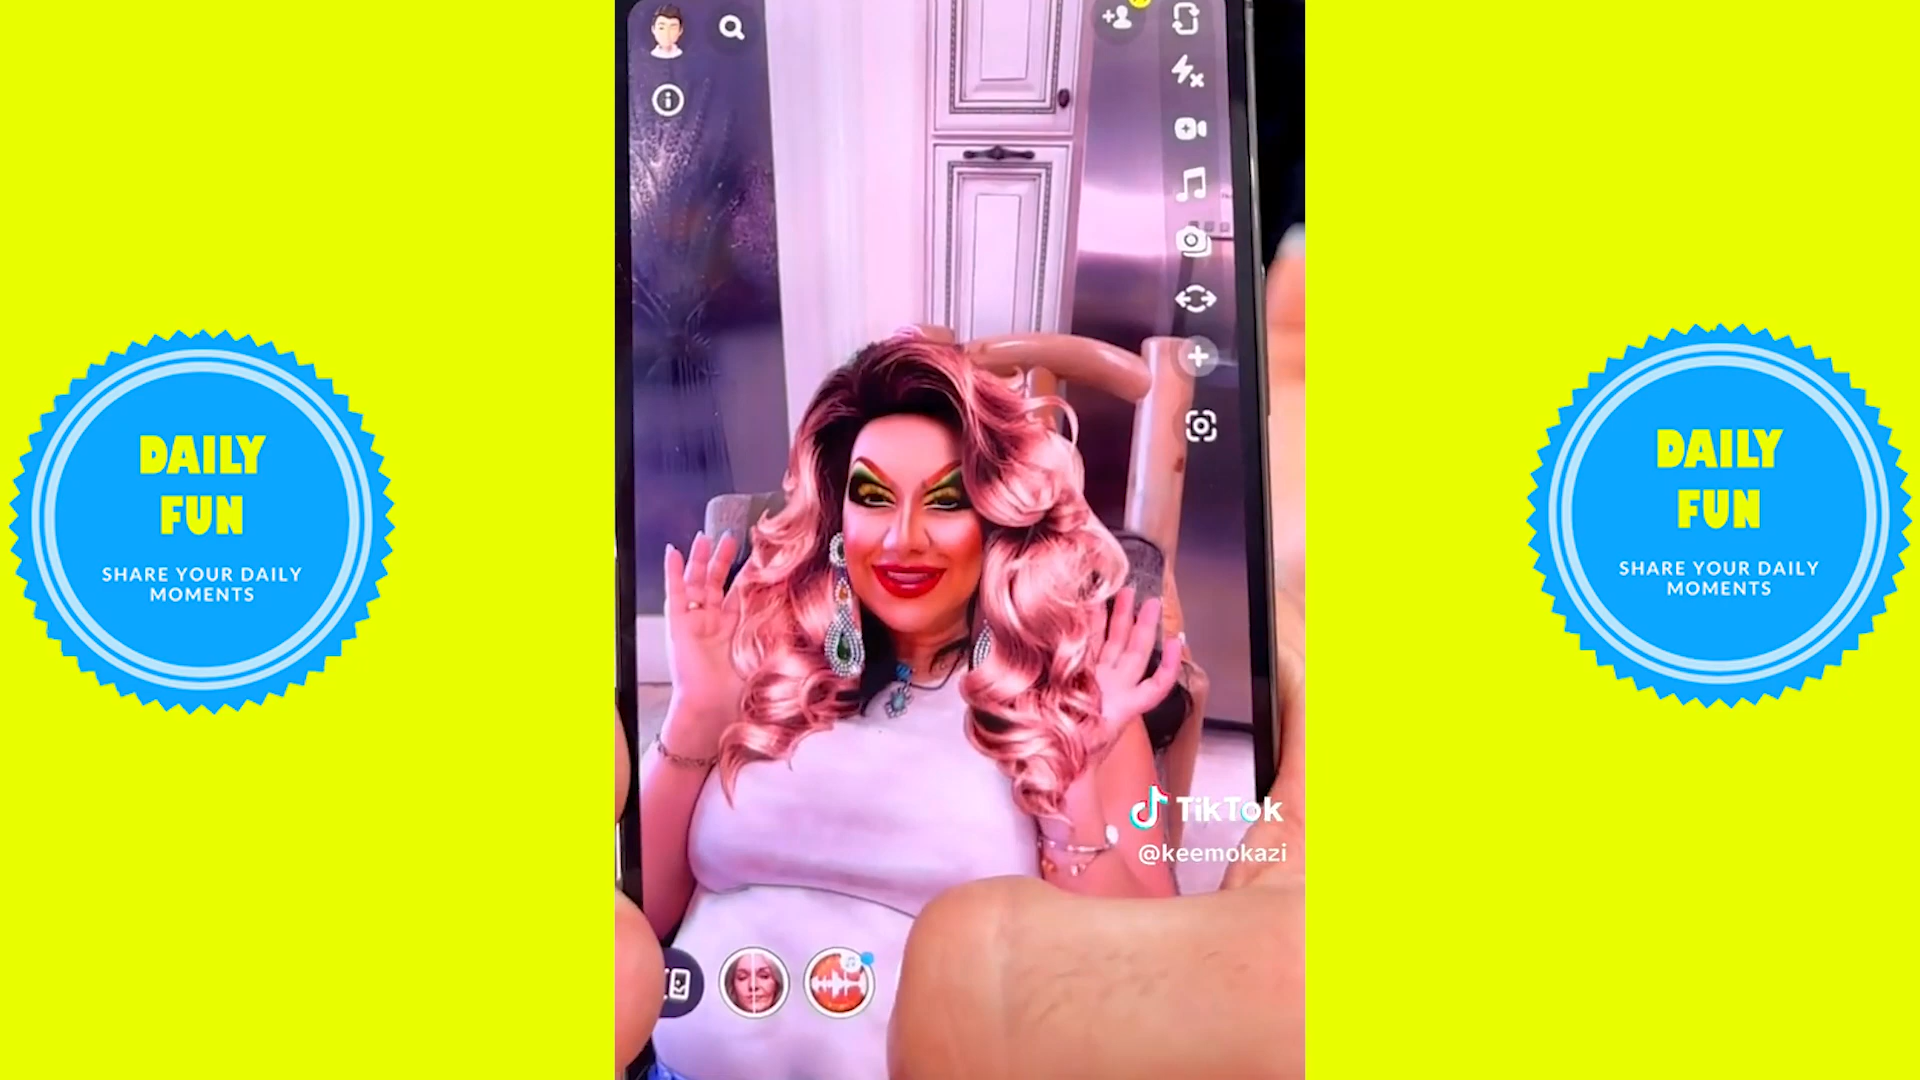 DAILY
FUN
SHARE YOUR DAILY
MOMENTS
TikTok
@keemokazi
DAILY
FUN
SHARE YOUR DAILY
MOMENTS